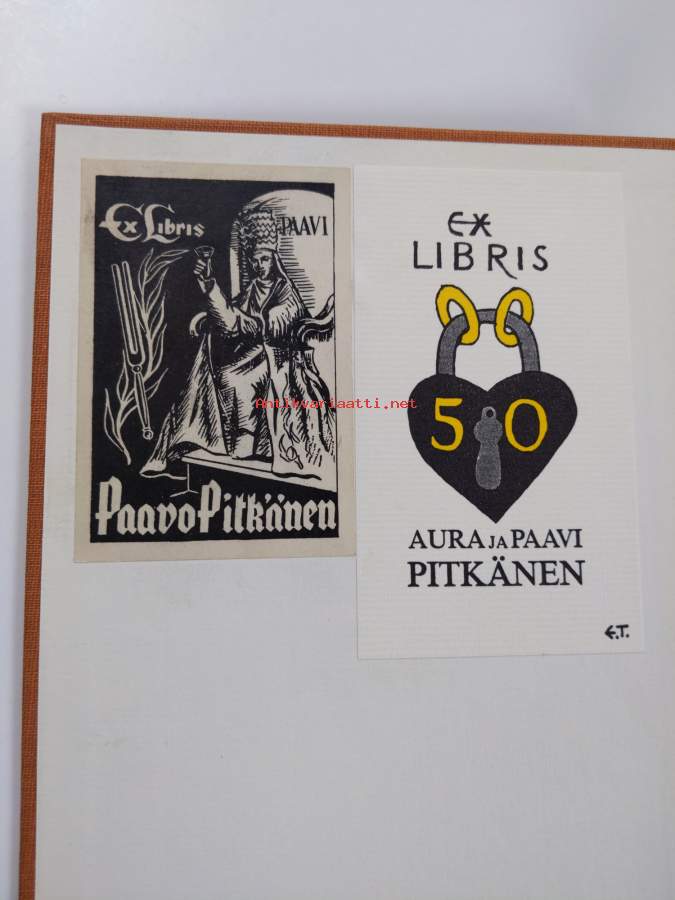 Ex Libris
PAAVI
Paavo Pitkänen
EX
LIBRIS
50
AURA JA PAAVI
PITKÄNEN
E.T.
Antikvariaatti.net